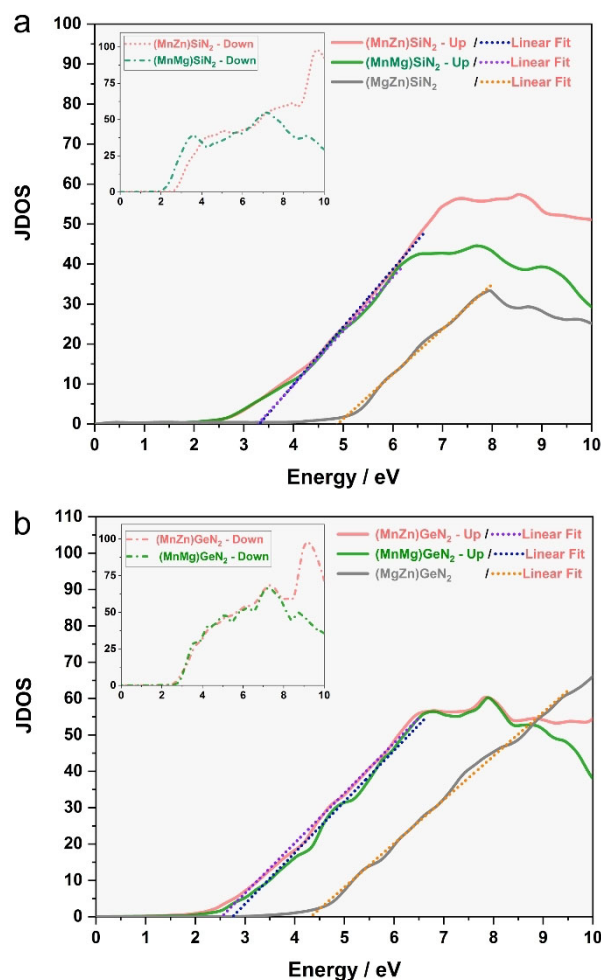 a
(MnZn)SiN₂ - Down
(MnMg)SiN₂ - Down
(MnZn)SiN₂ - Up / Linear Fit
(MnMg)SiN₂ - Up / Linear Fit
(MgZn)SiN₂ / Linear Fit
100
75
50
25
0
0 2 4 6 8 10
100
90
80
70
60
50
40
30
20
10
0
JDOS
0 1 2 3 4 5 6 7 8 9 10
Energy / eV
b
(MnZn)GeN₂ - Down
(MnMg)GeN₂ - Down
(MnZn)GeN₂ - Up / Linear Fit
(MnMg)GeN₂ - Up / Linear Fit
(MgZn)GeN₂ / Linear Fit
100
75
50
25
0
0 2 4 6 8 10
110
100
90
80
70
60
50
40
30
20
10
0
JDOS
0 1 2 3 4 5 6 7 8 9 10
Energy / eV